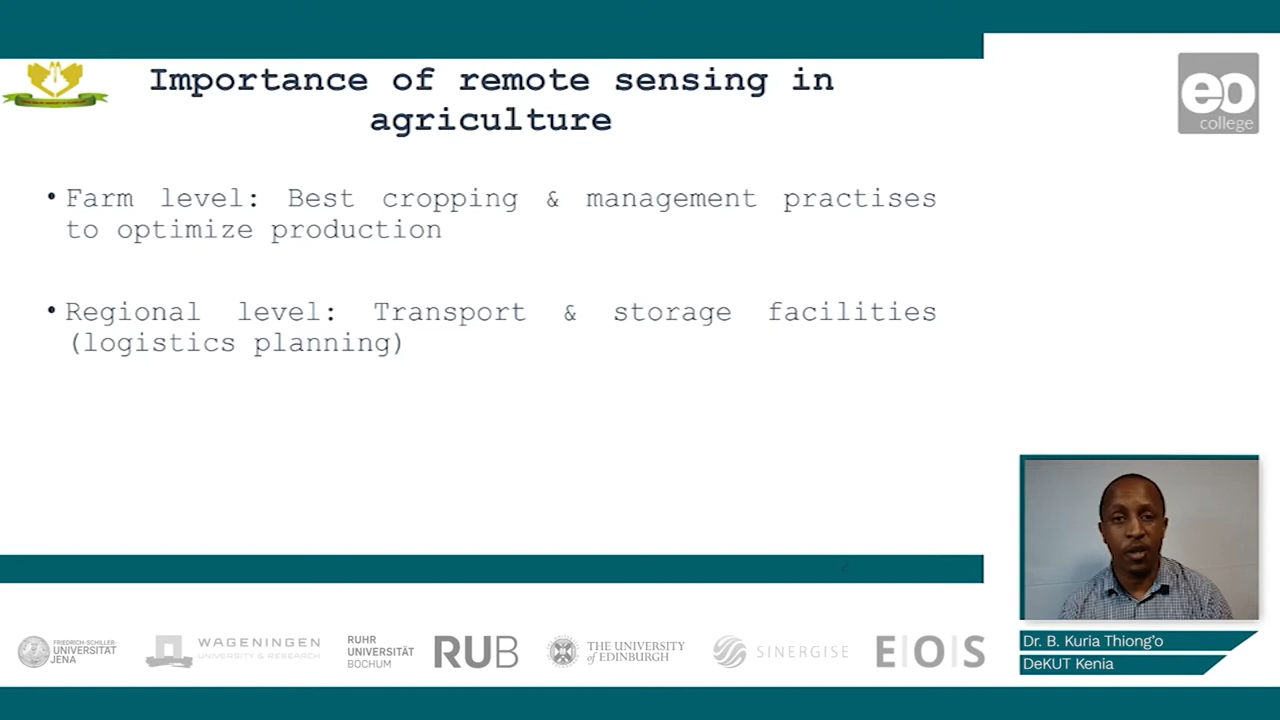 Importance of remote sensing in
agriculture
eo
college
• Farm level: Best cropping & management practises
to optimize production
• Regional level: Transport & storage facilities
(logistics planning)
Dr. B. Kuria Thiong'o
DeKUT Kenia
FRIEDRICH-SCHILLER-
UNIVERSITÄT
JENA
WAGENINGEN
UNIVERSITY & RESEARCH
RUHR
UNIVERSITÄT
BOCHUM
RUB
THE UNIVERSITY
of EDINBURGH
SINERGISE
E|O|S